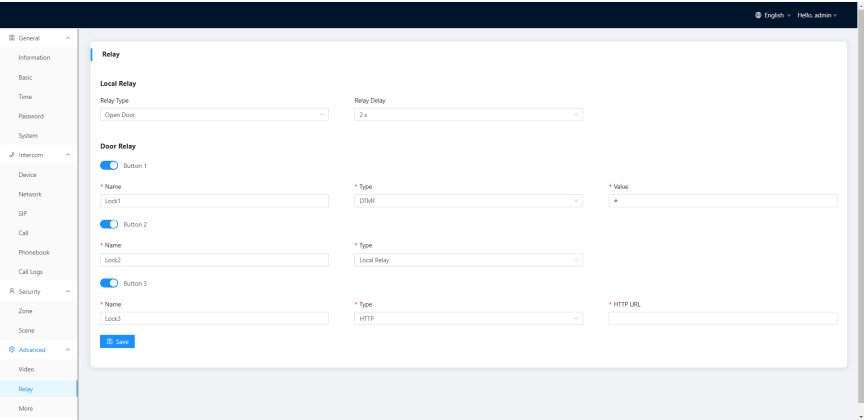 English Hello, admin
General
Information
Basic
Time
Password
System
Intercom
Device
Network
SIP
Call
Phonebook
Call Logs
Security
Zone
Scene
Advanced
Video
Relay
More
Relay
Local Relay
Relay Type Relay Delay
Open Door 2 s
Door Relay
Button 1
* Name * Type * Value
Lock1 DTMF #
Button 2
* Name * Type
Lock2 Local Relay
Button 3
* Name * Type * HTTP URL
Lock3 HTTP
Save